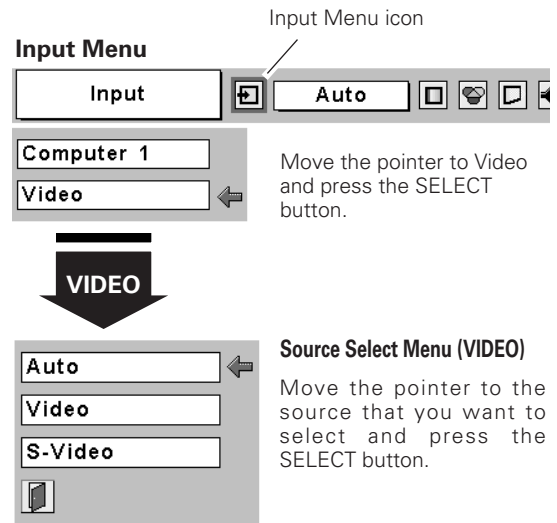 Input Menu icon
Input Menu
Input
Auto
Computer 1
Video
Move the pointer to Video
and press the SELECT
button.
VIDEO
Auto
Video
S-Video
Source Select Menu (VIDEO)
Move the pointer to the
source that you want to
select and press the
SELECT button.